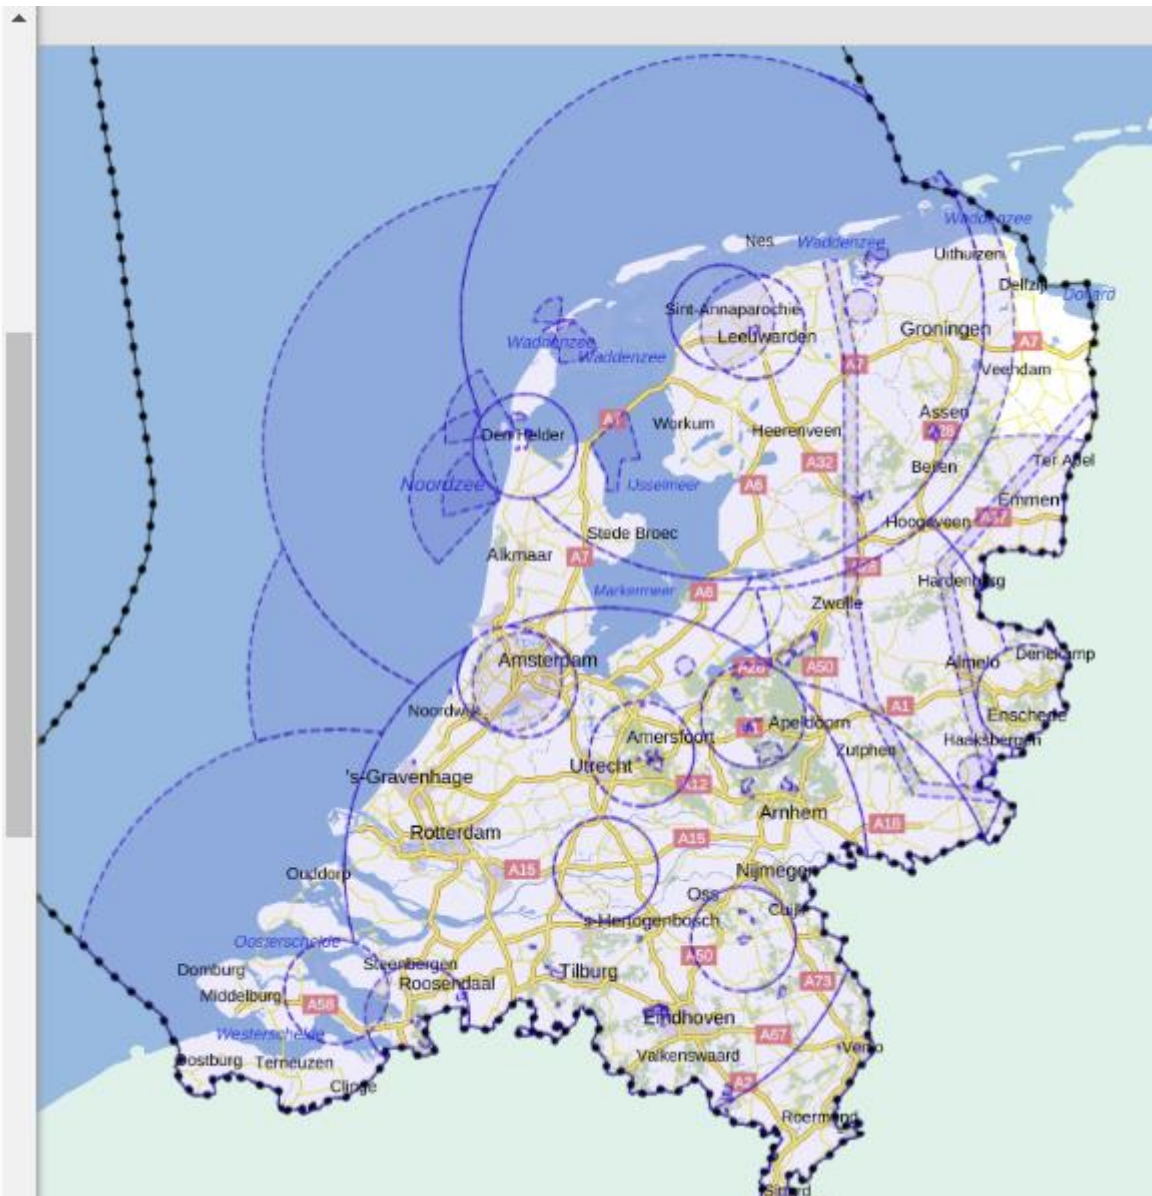 Waddenzee
Nes
Waddenzee
Uithuizen
Delfzijl
Dollard
Sint-Annaparochie
Leeuwarden
Groningen
A7
Waddenzee
Waddenzee
A7
Veendam
Assen
A7
Workum
Heerenveen
A28
Den Helder
A32
Beilen
Ter Apel
Noordzee
IJsselmeer
A6
Emmen
Hoogeveen
A37
Stede Broec
Alkmaar
A7
A28
Hardenberg
Markermeer
A6
Zwolle
Amsterdam
A28
A50
Almelo
Denekamp
Noordwijk
A1
Enschede
Apeldoorn
A1
Amersfoort
Haaksbergen
Zutphen
Utrecht
's-Gravenhage
A12
Arnhem
A18
Rotterdam
A15
A15
Ouddorp
Nijmegen
Oss
Cuijk
's-Hertogenbosch
Oosterschelde
A50
Steenbergen
Domburg
Tilburg
Roosendaal
A73
Middelburg
A58
Eindhoven
Westerschelde
A67
Venlo
Valkenswaard
Oostburg
Terneuzen
Clinge
A2
Roermond
Sittard